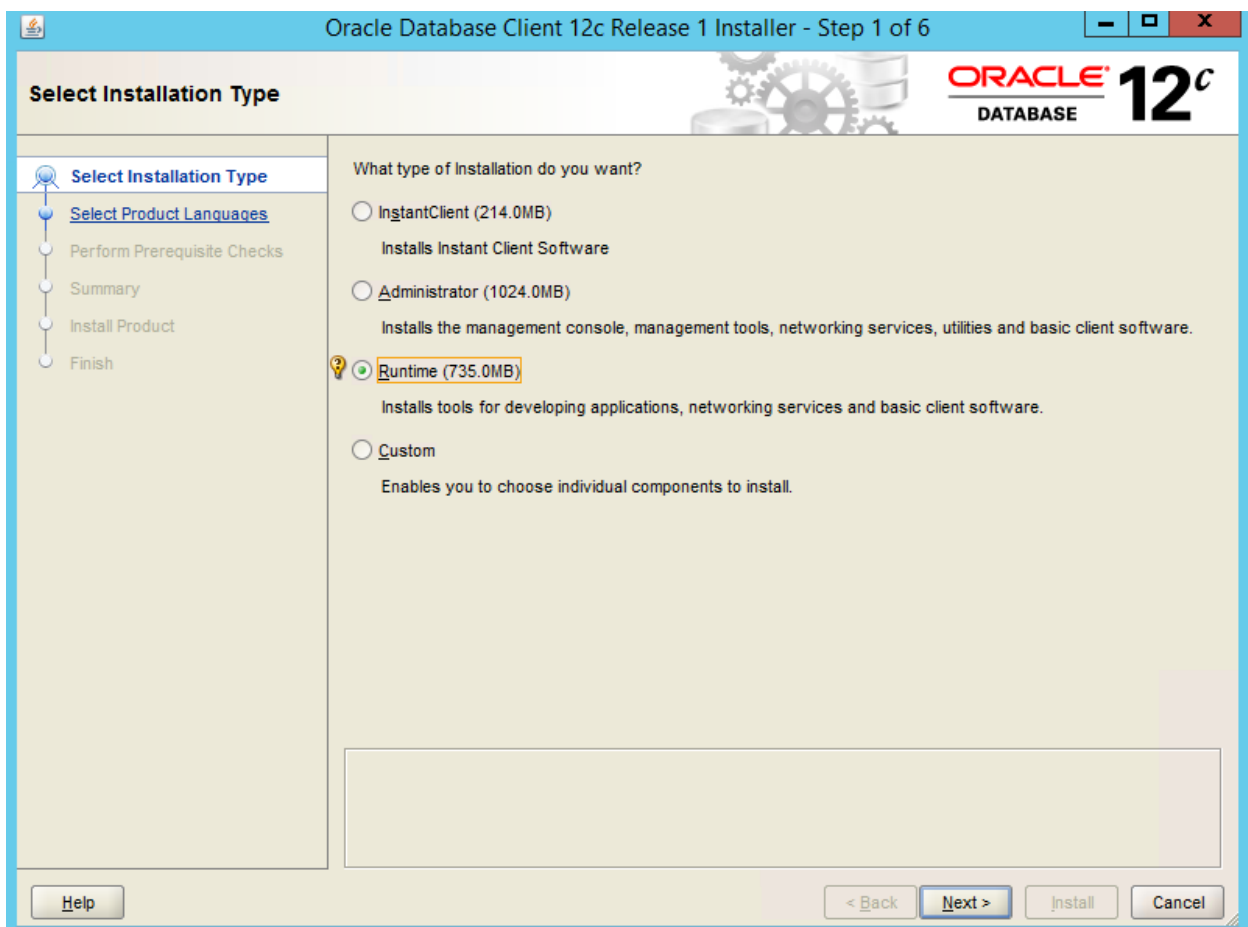 Oracle Database Client 12c Release 1 Installer - Step 1 of 6
Select Installation Type
ORACLE
DATABASE
12c
Select Installation Type
Select Product Languages
Perform Prerequisite Checks
Summary
Install Product
Finish
What type of Installation do you want?
InstantClient (214.0MB)
Installs Instant Client Software
Administrator (1024.0MB)
Installs the management console, management tools, networking services, utilities and basic client software.
Runtime (735.0MB)
Installs tools for developing applications, networking services and basic client software.
Custom
Enables you to choose individual components to install.
Help
< Back
Next >
Install
Cancel